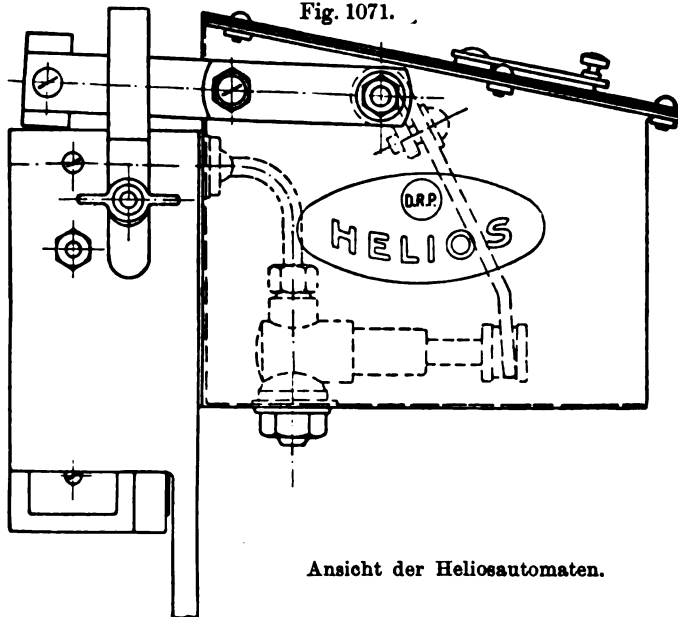 Fig. 1071.
D.R.P.
HELIOS
Ansicht der Heliosautomaten.